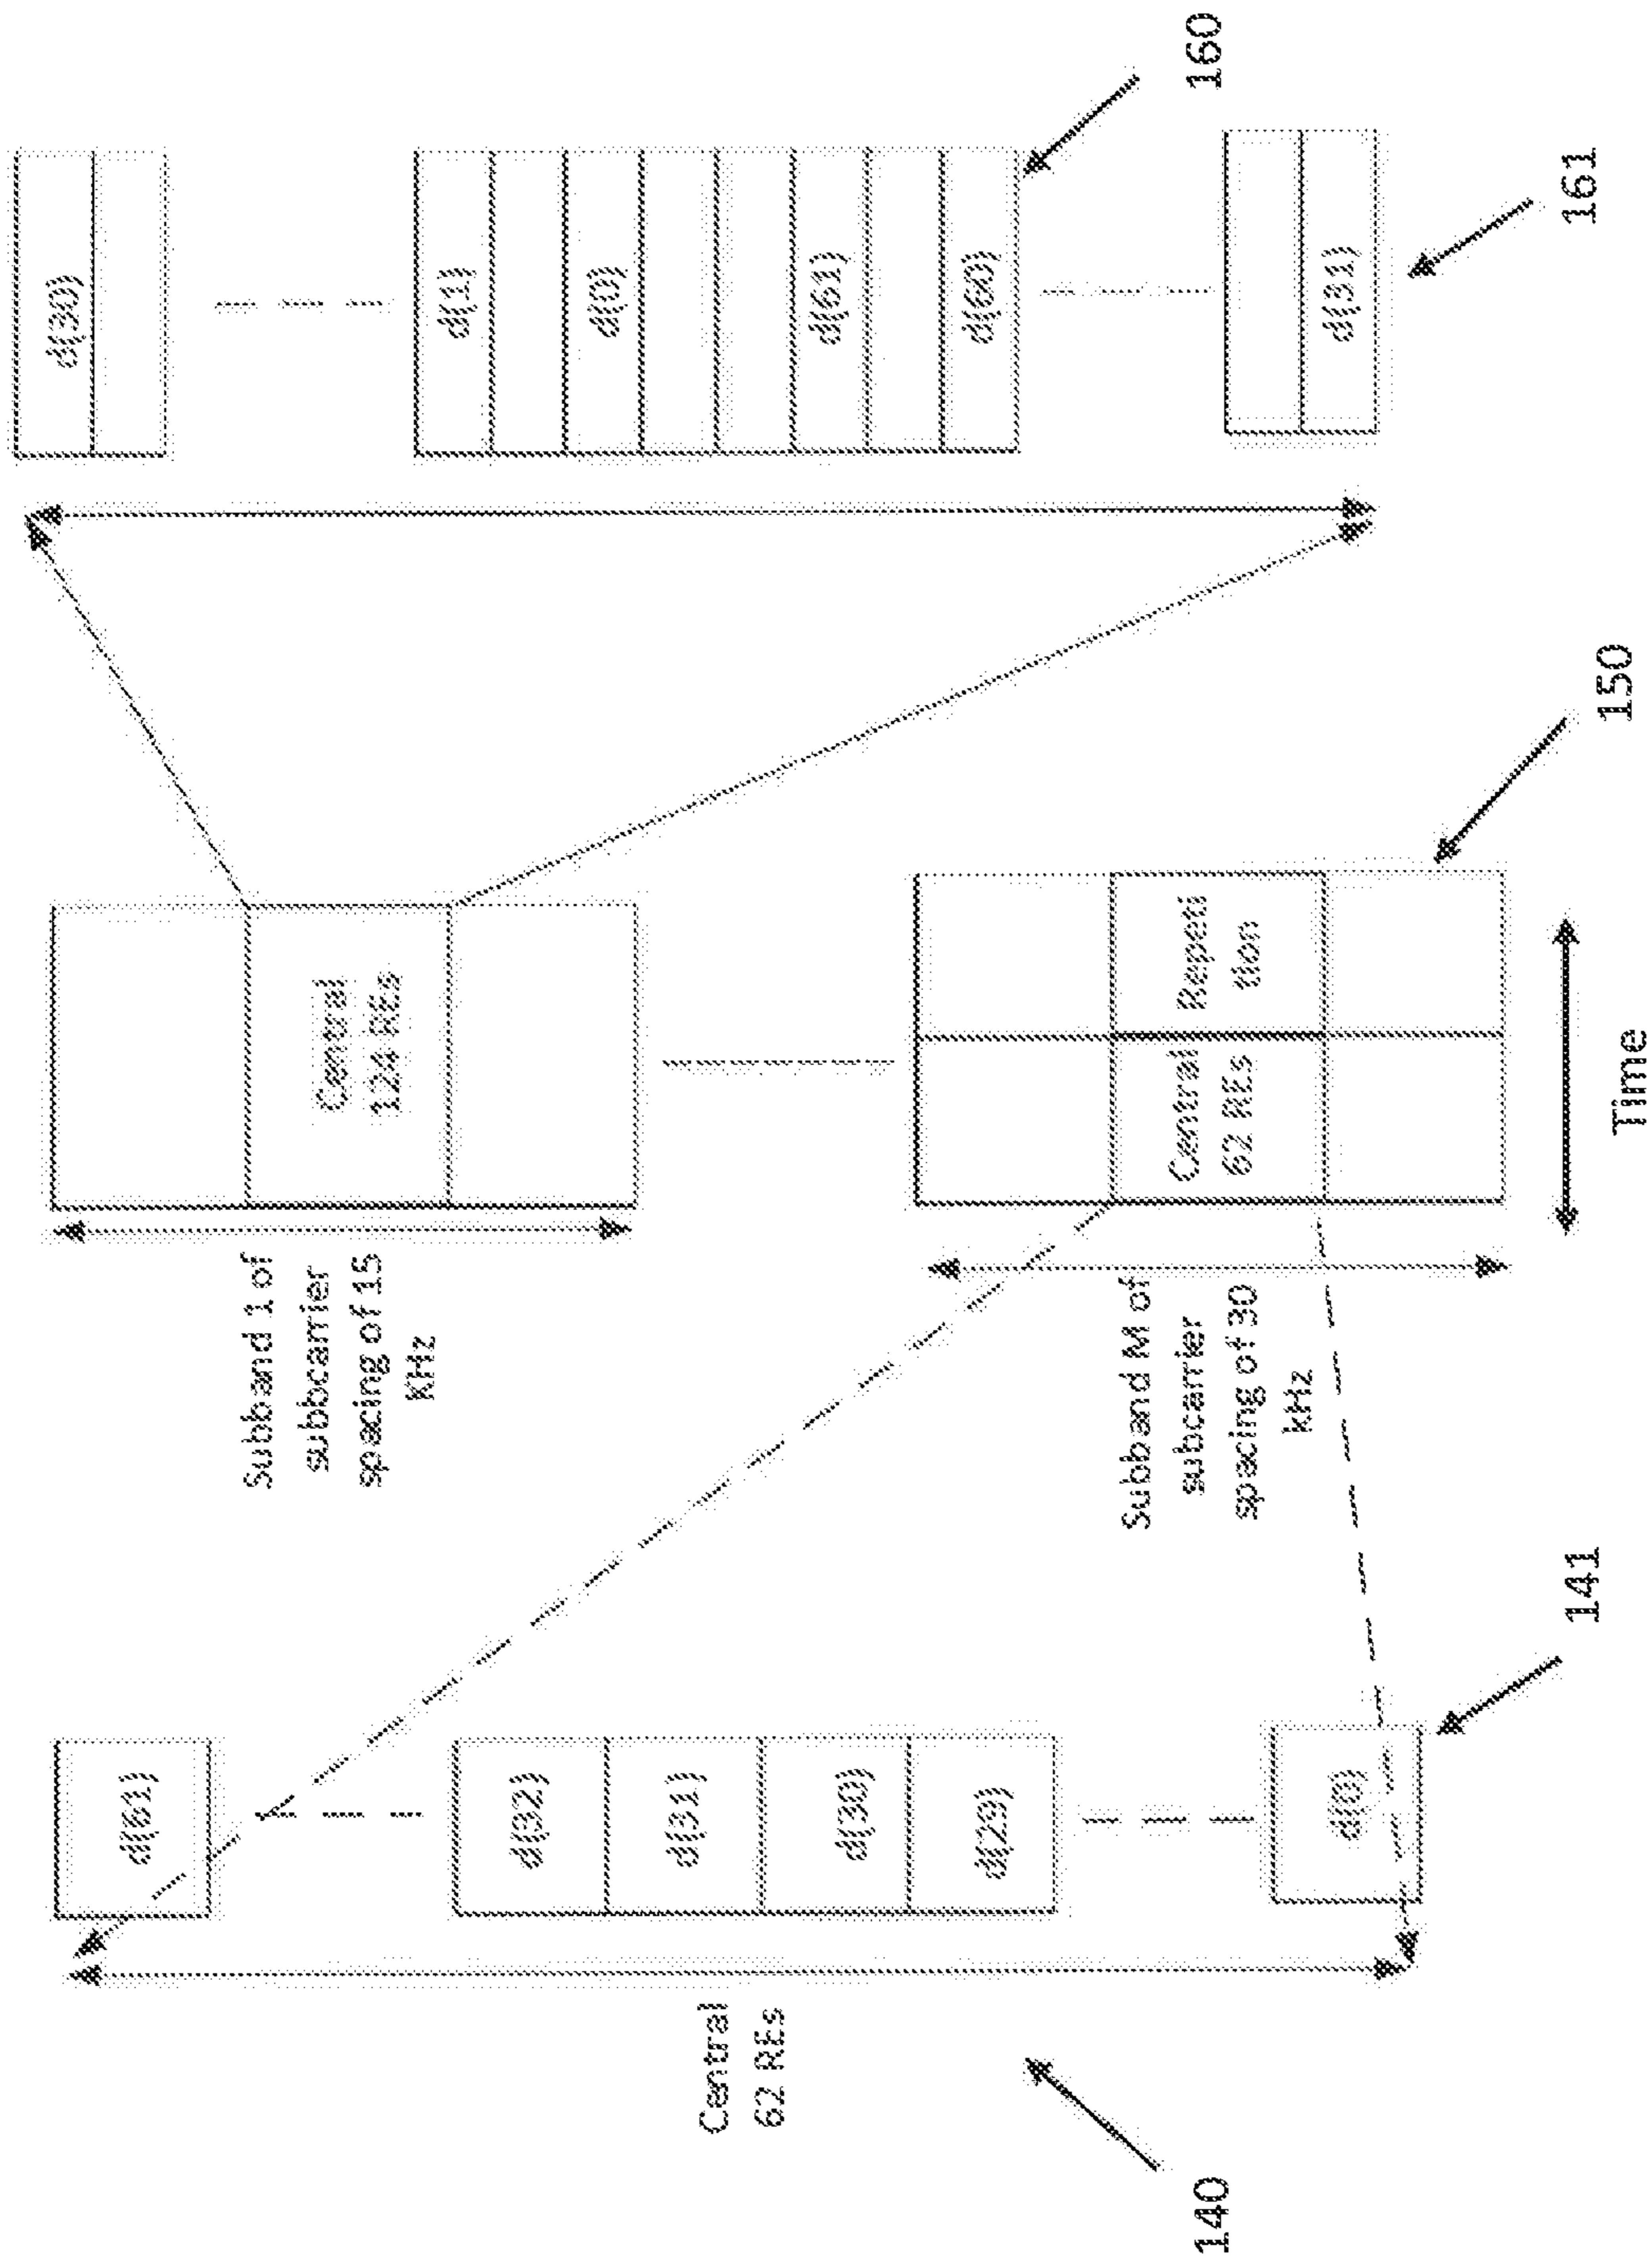 Central
62 REs
140
d(61)
d(32)
d(31)
d(30)
d(29)
d(0)
141
Subband 1 of
subbcarrier
spacing of 15
KHz
Central
124 REs
Subband M of
subcarrier
spacing of 30
kHz
Central
62 REs
Repeti
tion
150
Time
d(30)
d(1)
d(0)
d(61)
d(60)
160
d(31)
161